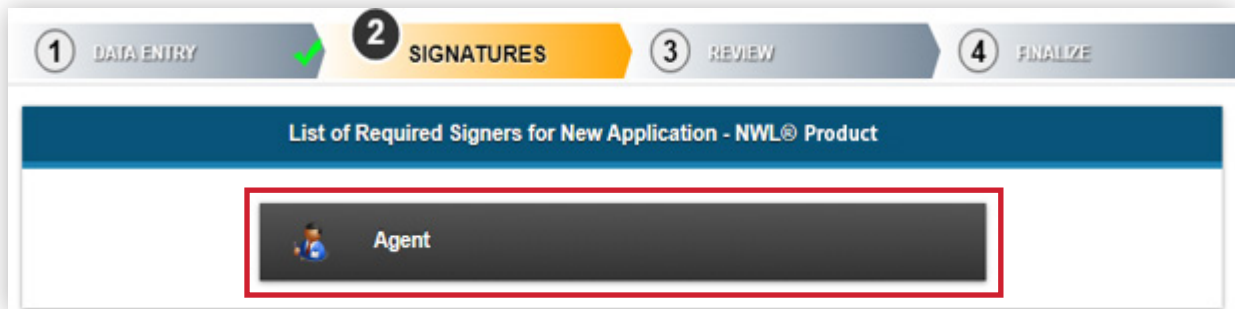 1 DATA ENTRY 2 SIGNATURES 3 REVIEW 4 FINALIZE
List of Required Signers for New Application - NWL® Product
Agent